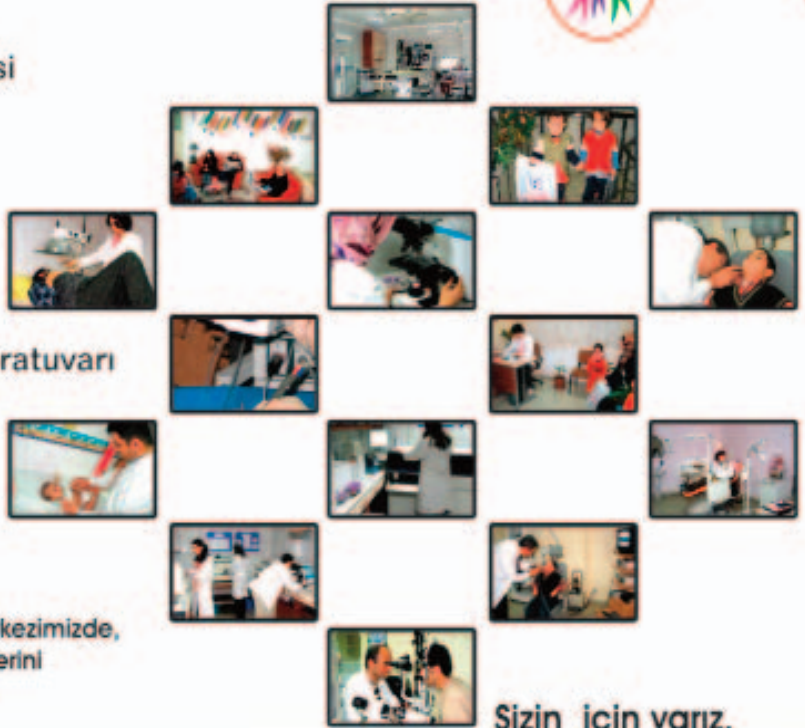 si
ratuvarı
kezimizde,
erini
Sizin için varız.